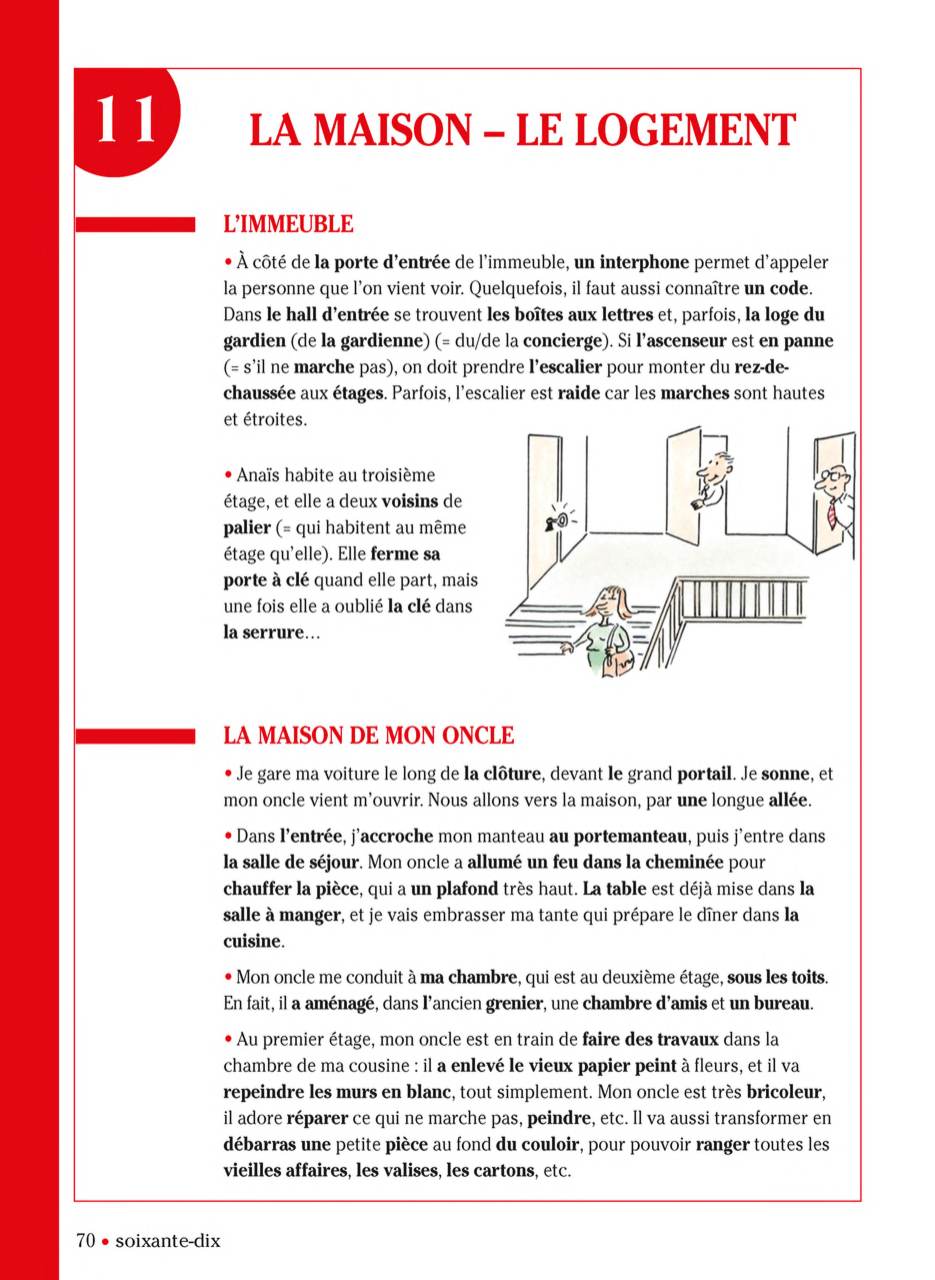 11
LA MAISON – LE LOGEMENT
L’IMMEUBLE
• À côté de la porte d’entrée de l’immeuble, un interphone permet d’appeler
la personne que l’on vient voir. Quelquefois, il faut aussi connaître un code.
Dans le hall d’entrée se trouvent les boîtes aux lettres et, parfois, la loge du
gardien (de la gardienne) (= du/de la concierge). Si l’ascenseur est en panne
(= s’il ne marche pas), on doit prendre l’escalier pour monter du rez-de-
chaussée aux étages. Parfois, l’escalier est raide car les marches sont hautes
et étroites.
• Anaïs habite au troisième
étage, et elle a deux voisins de
palier (= qui habitent au même
étage qu’elle). Elle ferme sa
porte à clé quand elle part, mais
une fois elle a oublié la clé dans
la serrure…
LA MAISON DE MON ONCLE
• Je gare ma voiture le long de la clôture, devant le grand portail. Je sonne, et
mon oncle vient m’ouvrir. Nous allons vers la maison, par une longue allée.
• Dans l’entrée, j’accroche mon manteau au portemanteau, puis j’entre dans
la salle de séjour. Mon oncle a allumé un feu dans la cheminée pour
chauffer la pièce, qui a un plafond très haut. La table est déjà mise dans la
salle à manger, et je vais embrasser ma tante qui prépare le dîner dans la
cuisine.
• Mon oncle me conduit à ma chambre, qui est au deuxième étage, sous les toits.
En fait, il a aménagé, dans l’ancien grenier, une chambre d’amis et un bureau.
• Au premier étage, mon oncle est en train de faire des travaux dans la
chambre de ma cousine : il a enlevé le vieux papier peint à fleurs, et il va
repeindre les murs en blanc, tout simplement. Mon oncle est très bricoleur,
il adore réparer ce qui ne marche pas, peindre, etc. Il va aussi transformer en
débarras une petite pièce au fond du couloir, pour pouvoir ranger toutes les
vieilles affaires, les valises, les cartons, etc.
70 • soixante-dix